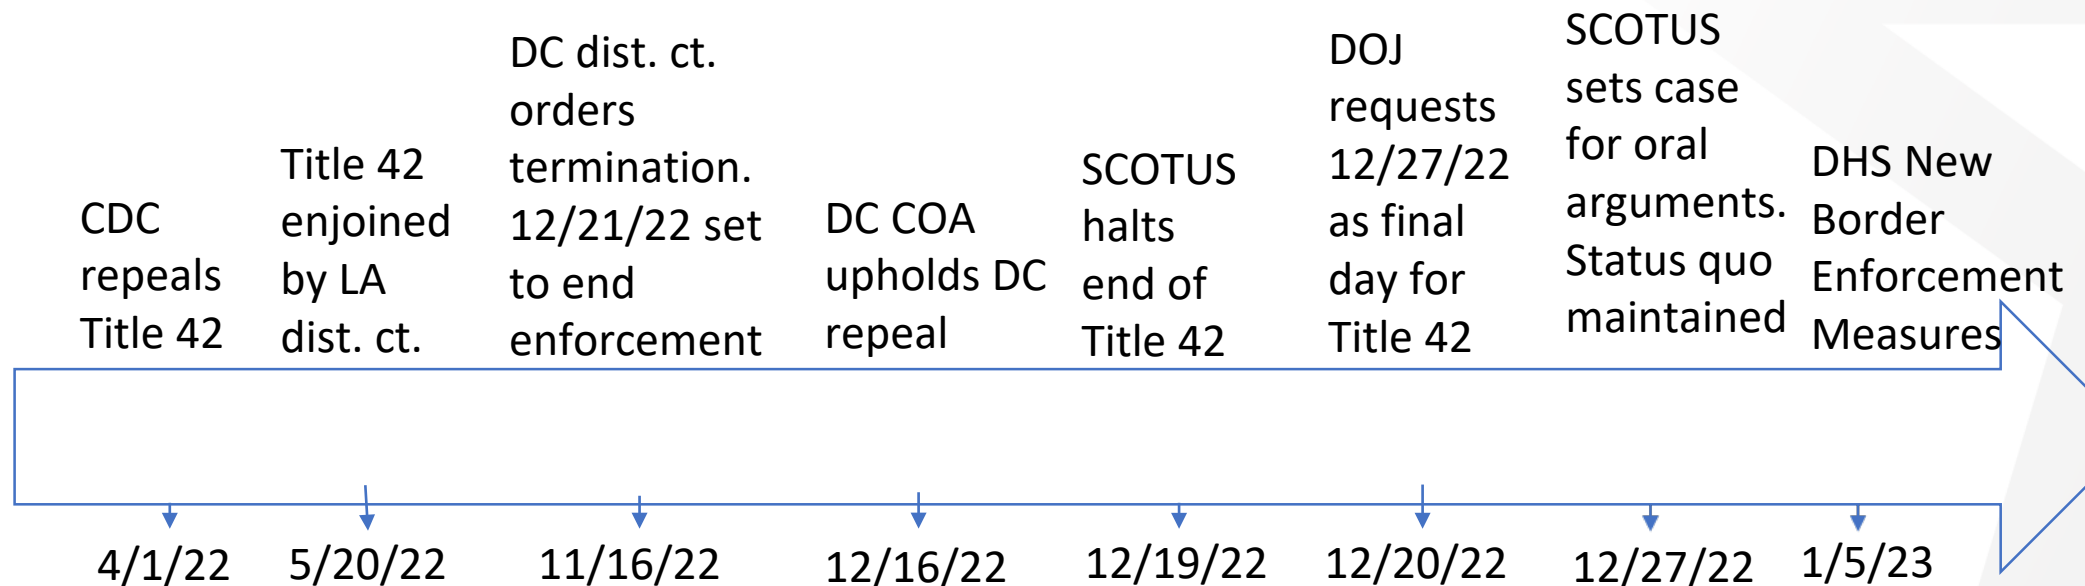 CDC
repeals
Title 42
Title 42
enjoined
by LA
dist. ct.
DC dist. ct.
orders
termination.
12/21/22 set
to end
enforcement
DC COA
upholds DC
repeal
SCOTUS
halts
end of
Title 42
DOJ
requests
12/27/22
as final
day for
Title 42
SCOTUS
sets case
for oral
arguments.
Status quo
maintained
DHS New
Border
Enforcement
Measures
4/1/22
5/20/22
11/16/22
12/16/22
12/19/22
12/20/22
12/27/22
1/5/23